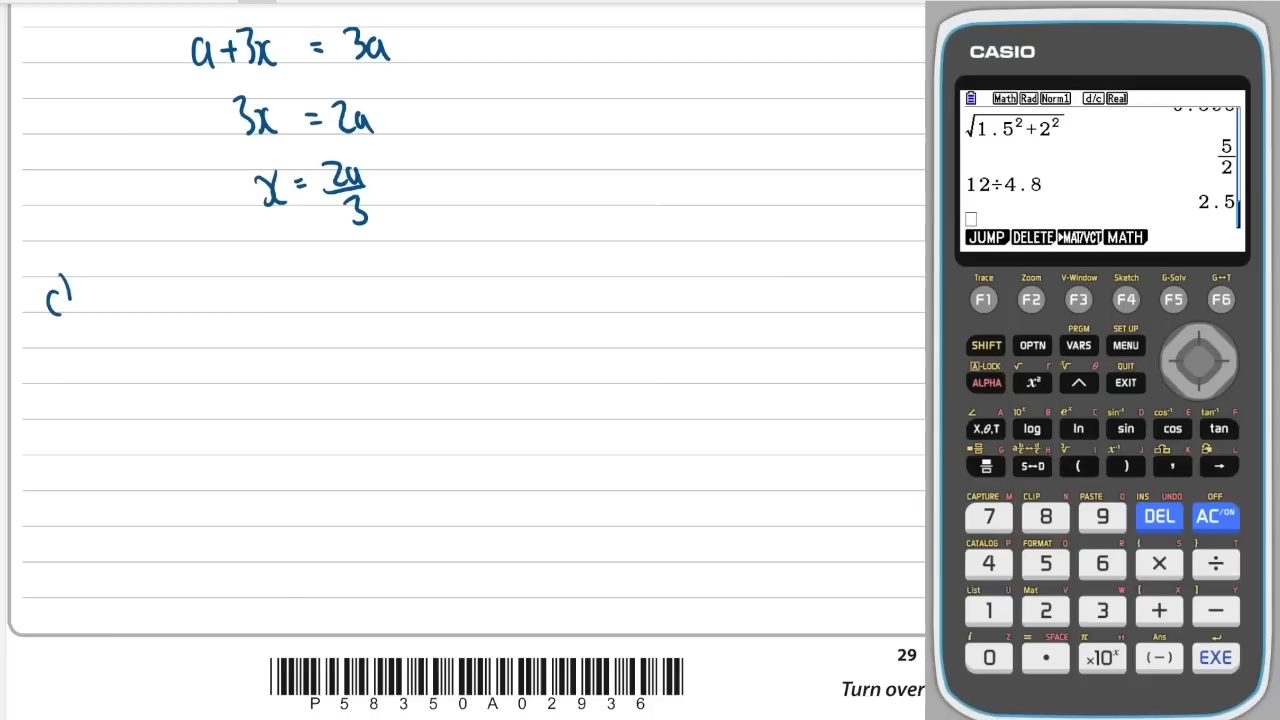 a + 3x = 3a
3x = 2a
x = 2a/3
c)
29
P 5 8 3 5 0 A 0 2 9 3 6
Turn over
CASIO
Math Rad Norm1 d/c Real
√1.5²+2²
5/2
12÷4.8
2.5
JUMP DELETE ▶MAT/VCT MATH
Trace Zoom V-Window Sketch G-Solv G↔T
F1 F2 F3 F4 F5 F6
PRGM SET UP
SHIFT OPTN VARS MENU
A-LOCK √ r θ QUIT
ALPHA x² ^ EXIT
∠ A 10ˣ B eˣ C sin⁻¹ D cos⁻¹ E tan⁻¹ F
X,θ,T log ln sin cos tan
G H I x⁻¹ J K L
S↔D ( ) , →
CAPTURE M CLIP N PASTE O INS UNDO OFF
7 8 9 DEL AC/ON
CATALOG P FORMAT Q R { S } T
4 5 6 × ÷
List U Mat V W [ X ] Y
1 2 3 + −
i Z = SPACE π " Ans ↵
0 • ×10ˣ (−) EXE